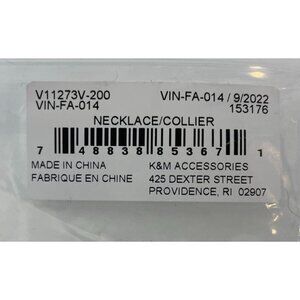 V11273V-200 VIN-FA-014 / 9/2022
VIN-FA-014 153176
NECKLACE/COLLIER
7 48838 85367 1
MADE IN CHINA K&M ACCESSORIES
FABRIQUE EN CHINE 425 DEXTER STREET
PROVIDENCE, RI 02907